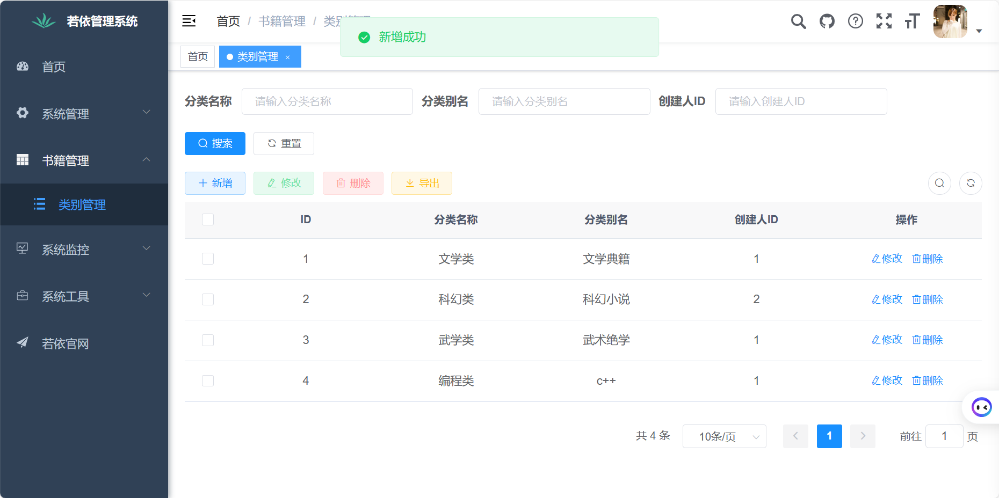 若依管理系统
首页
系统管理
书籍管理
类别管理
系统监控
系统工具
若依官网
首页 / 书籍管理 / 类别管理
新增成功
首页
类别管理 ×
分类名称 请输入分类名称 分类别名 请输入分类别名 创建人ID 请输入创建人ID
搜索 重置
新增 修改 删除 导出
ID 分类名称 分类别名 创建人ID 操作
1 文学类 文学典籍 1 修改 删除
2 科幻类 科幻小说 2 修改 删除
3 武学类 武术绝学 1 修改 删除
4 编程类 c++ 1 修改 删除
共 4 条 10条/页 1 前往 1 页